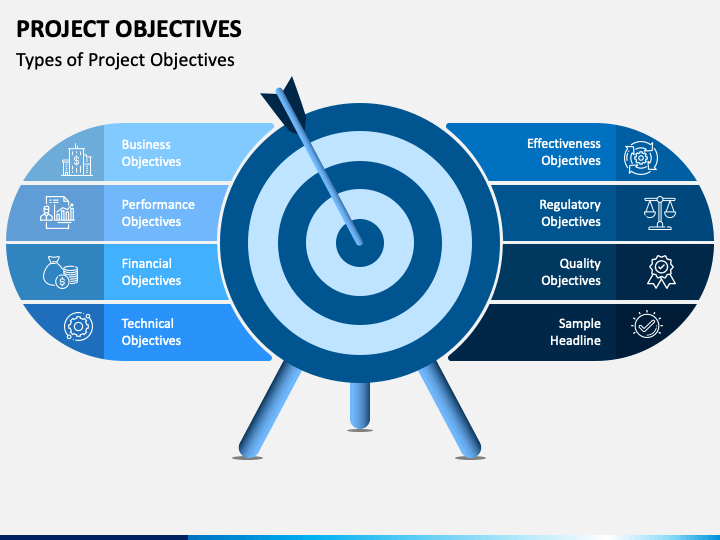 PROJECT OBJECTIVES
Types of Project Objectives
Business
Objectives
Performance
Objectives
Financial
Objectives
Technical
Objectives
Effectiveness
Objectives
Regulatory
Objectives
Quality
Objectives
Sample
Headline